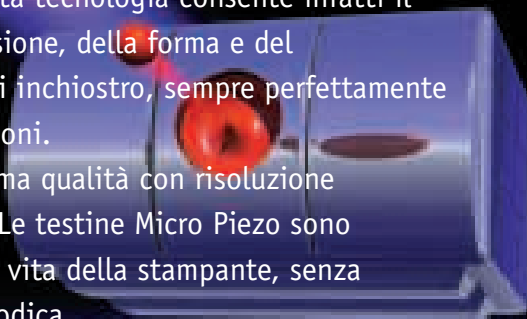 ta tecnologia consente infatti il
sione, della forma e del
i inchiostro, sempre perfettamente
oni.
ma qualità con risoluzione
Le testine Micro Piezo sono
vita della stampante, senza
odica